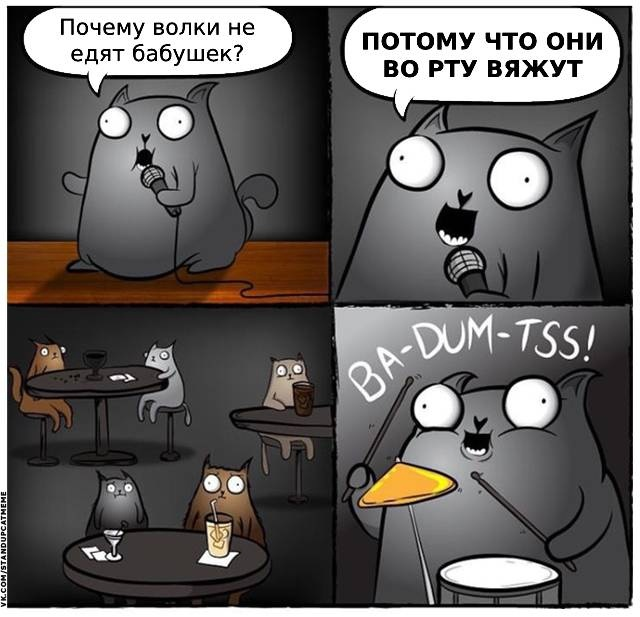 Почему волки не
едят бабушек?
ПОТОМУ ЧТО ОНИ
ВО РТУ ВЯЖУТ
BA-DUM-TSS!
VK.COM/STANDUPCATMEME